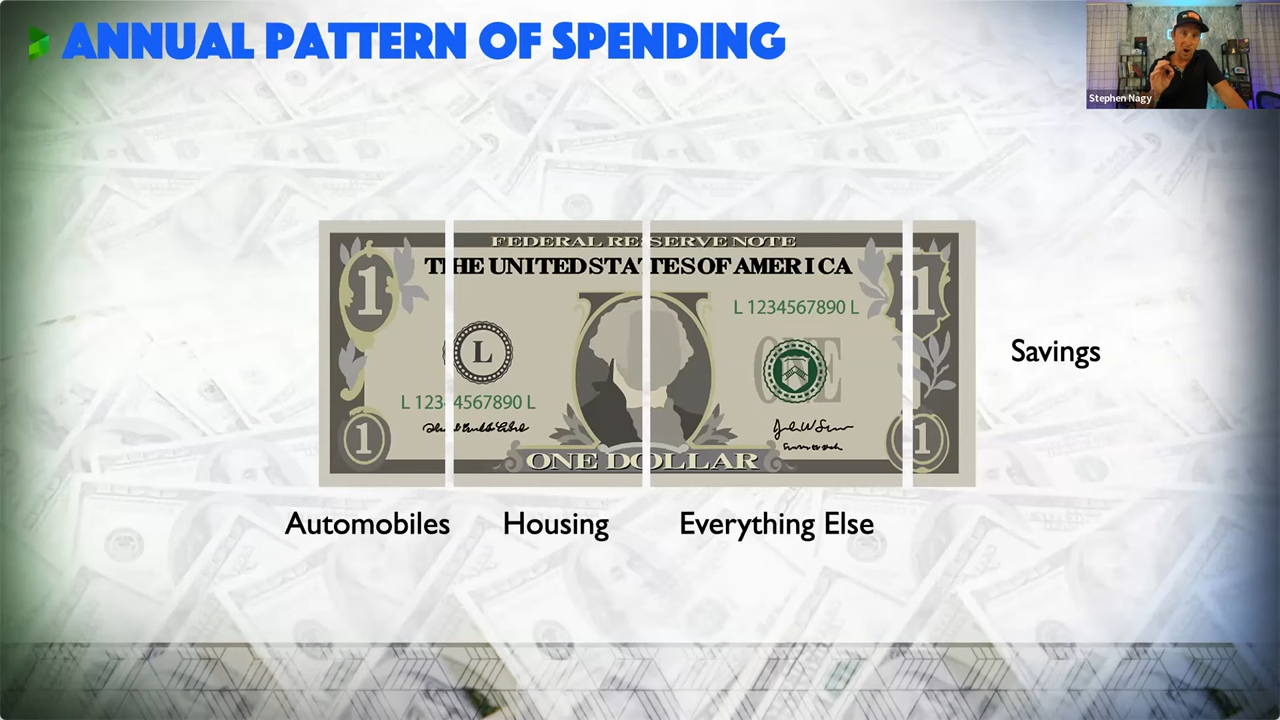 ANNUAL PATTERN OF SPENDING
Stephen Nagy
FEDERAL RESERVE NOTE
THE UNITED STATES OF AMERICA
1
1
L 1234567890 L
L
ONE
Savings
L 1234567890 L
1
1
ONE DOLLAR
Automobiles
Housing
Everything Else